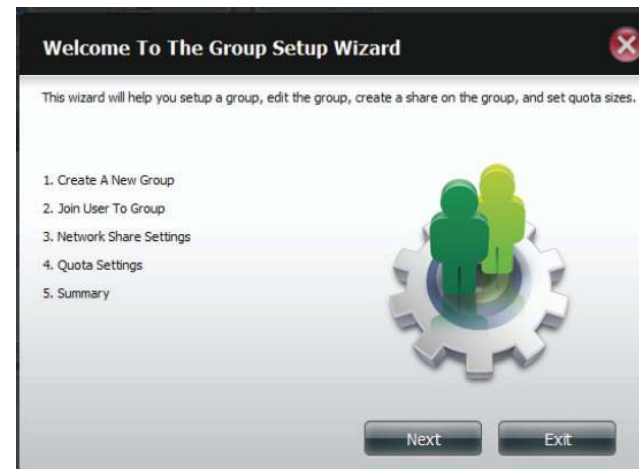 Welcome To The Group Setup Wizard
This wizard will help you setup a group, edit the group, create a share on the group, and set quota sizes.
1. Create A New Group
2. Join User To Group
3. Network Share Settings
4. Quota Settings
5. Summary
Next Exit